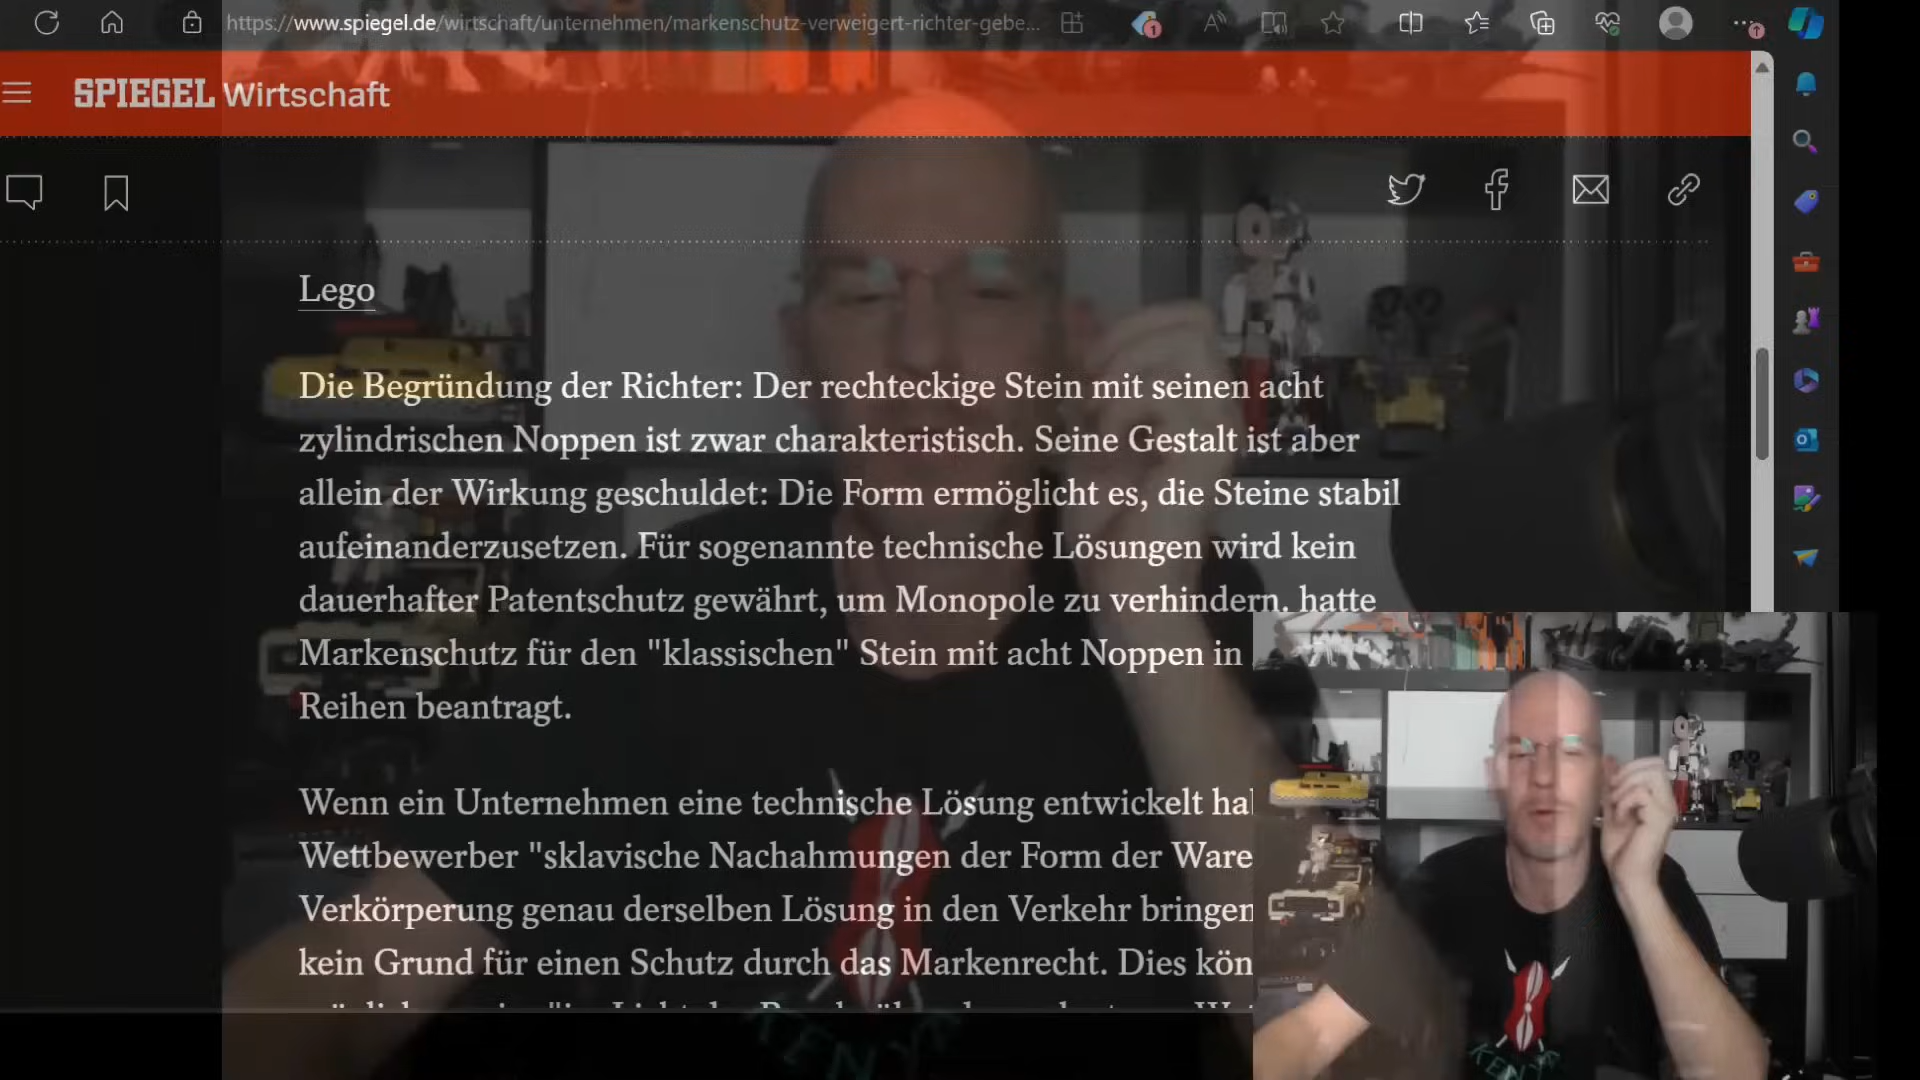 https://www.spiegel.de/wirtschaft/unternehmen/markenschutz-verweigert-richter-gebe...
1
SPIEGEL Wirtschaft
Lego
Die Begründung der Richter: Der rechteckige Stein mit seinen acht
zylindrischen Noppen ist zwar charakteristisch. Seine Gestalt ist aber
allein der Wirkung geschuldet: Die Form ermöglicht es, die Steine stabil
aufeinanderzusetzen. Für sogenannte technische Lösungen wird kein
dauerhafter Patentschutz gewährt, um Monopole zu verhindern. hatte
Markenschutz für den "klassischen" Stein mit acht Noppen in
Reihen beantragt.
Wenn ein Unternehmen eine technische Lösung entwickelt
Wettbewerber "sklavische Nachahmungen der Form der Ware
Verkörperung genau derselben Lösung in den Verkehr bringen
kein Grund für einen Schutz durch das Markenrecht. Dies